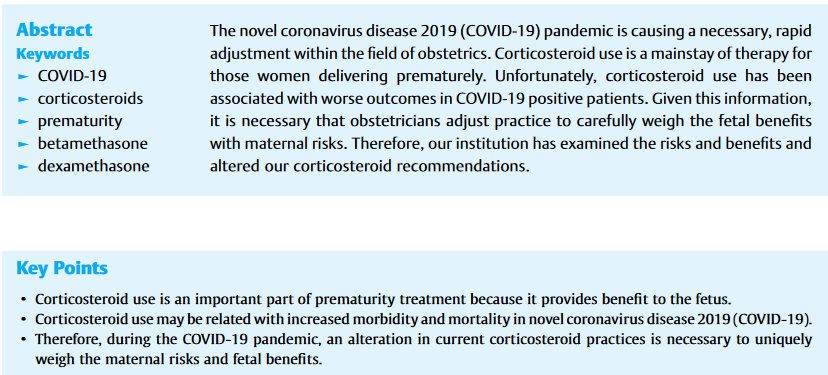 Abstract
Keywords
► COVID-19
► corticosteroids
► prematurity
► betamethasone
► dexamethasone
The novel coronavirus disease 2019 (COVID-19) pandemic is causing a necessary, rapid
adjustment within the field of obstetrics. Corticosteroid use is a mainstay of therapy for
those women delivering prematurely. Unfortunately, corticosteroid use has been
associated with worse outcomes in COVID-19 positive patients. Given this information,
it is necessary that obstetricians adjust practice to carefully weigh the fetal benefits
with maternal risks. Therefore, our institution has examined the risks and benefits and
altered our corticosteroid recommendations.
Key Points
• Corticosteroid use is an important part of prematurity treatment because it provides benefit to the fetus.
• Corticosteroid use may be related with increased morbidity and mortality in novel coronavirus disease 2019 (COVID-19).
• Therefore, during the COVID-19 pandemic, an alteration in current corticosteroid practices is necessary to uniquely
weigh the maternal risks and fetal benefits.